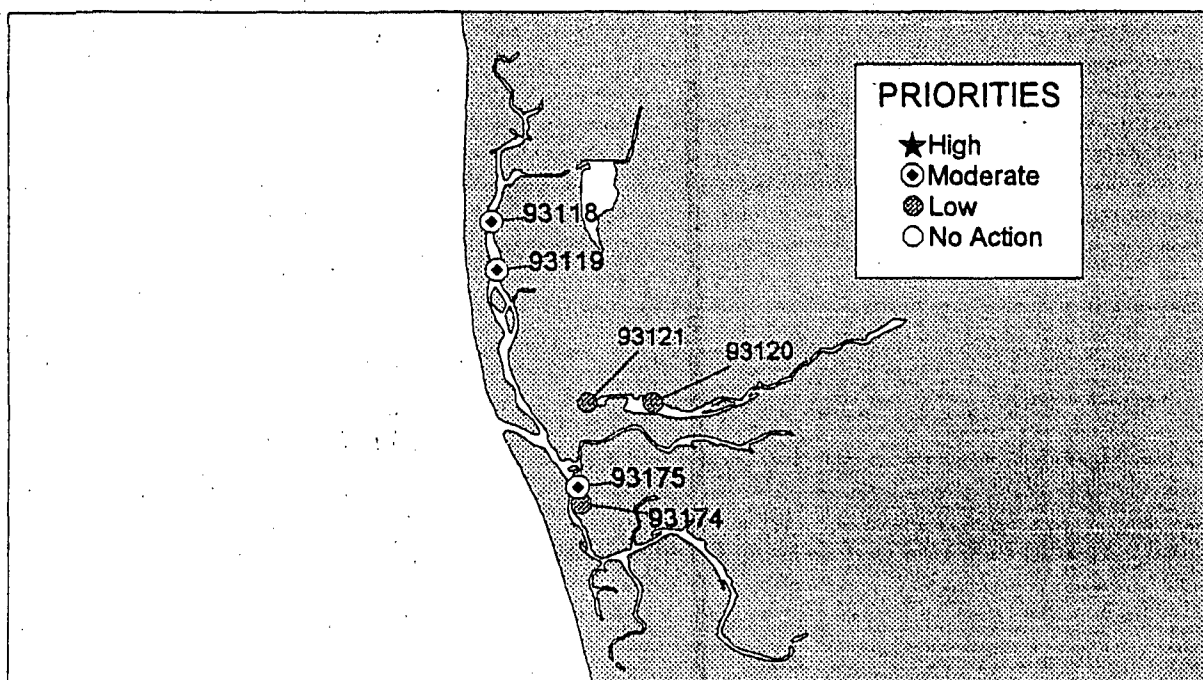 PRIORITIES
High
Moderate
Low
No Action
93118
93119
93121
93120
93175
93174